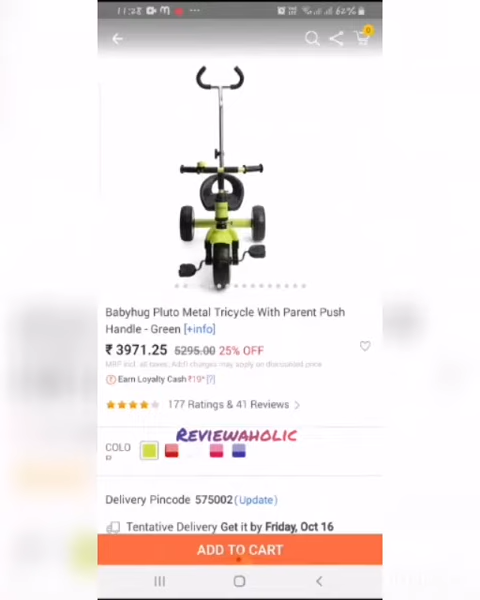 11:23
62%
0
Babyhug Pluto Metal Tricycle With Parent Push
Handle - Green [+info]
₹ 3971.25 5295.00 25% OFF
MRP incl. all taxes, Add'l charges may apply on discounted price
Earn Loyalty Cash ₹19* [?]
177 Ratings & 41 Reviews >
REVIEWAHOLIC
COLO
R
Delivery Pincode 575002 (Update)
Tentative Delivery Get it by Friday, Oct 16
ADD TO CART